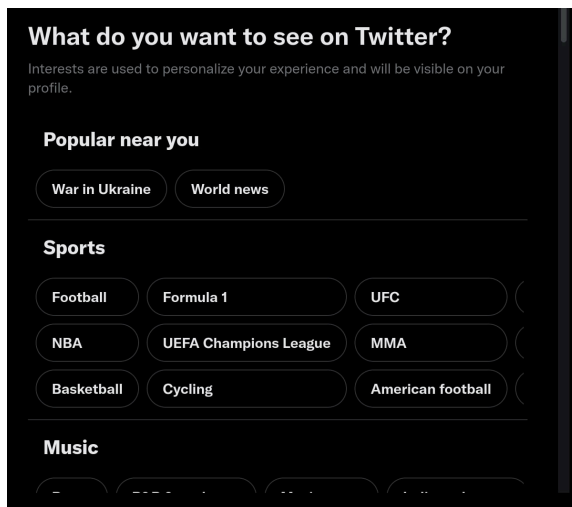 What do you want to see on Twitter?
Interests are used to personalize your experience and will be visible on your
profile.
Popular near you
War in Ukraine World news
Sports
Football Formula 1 UFC
NBA UEFA Champions League MMA
Basketball Cycling American football
Music